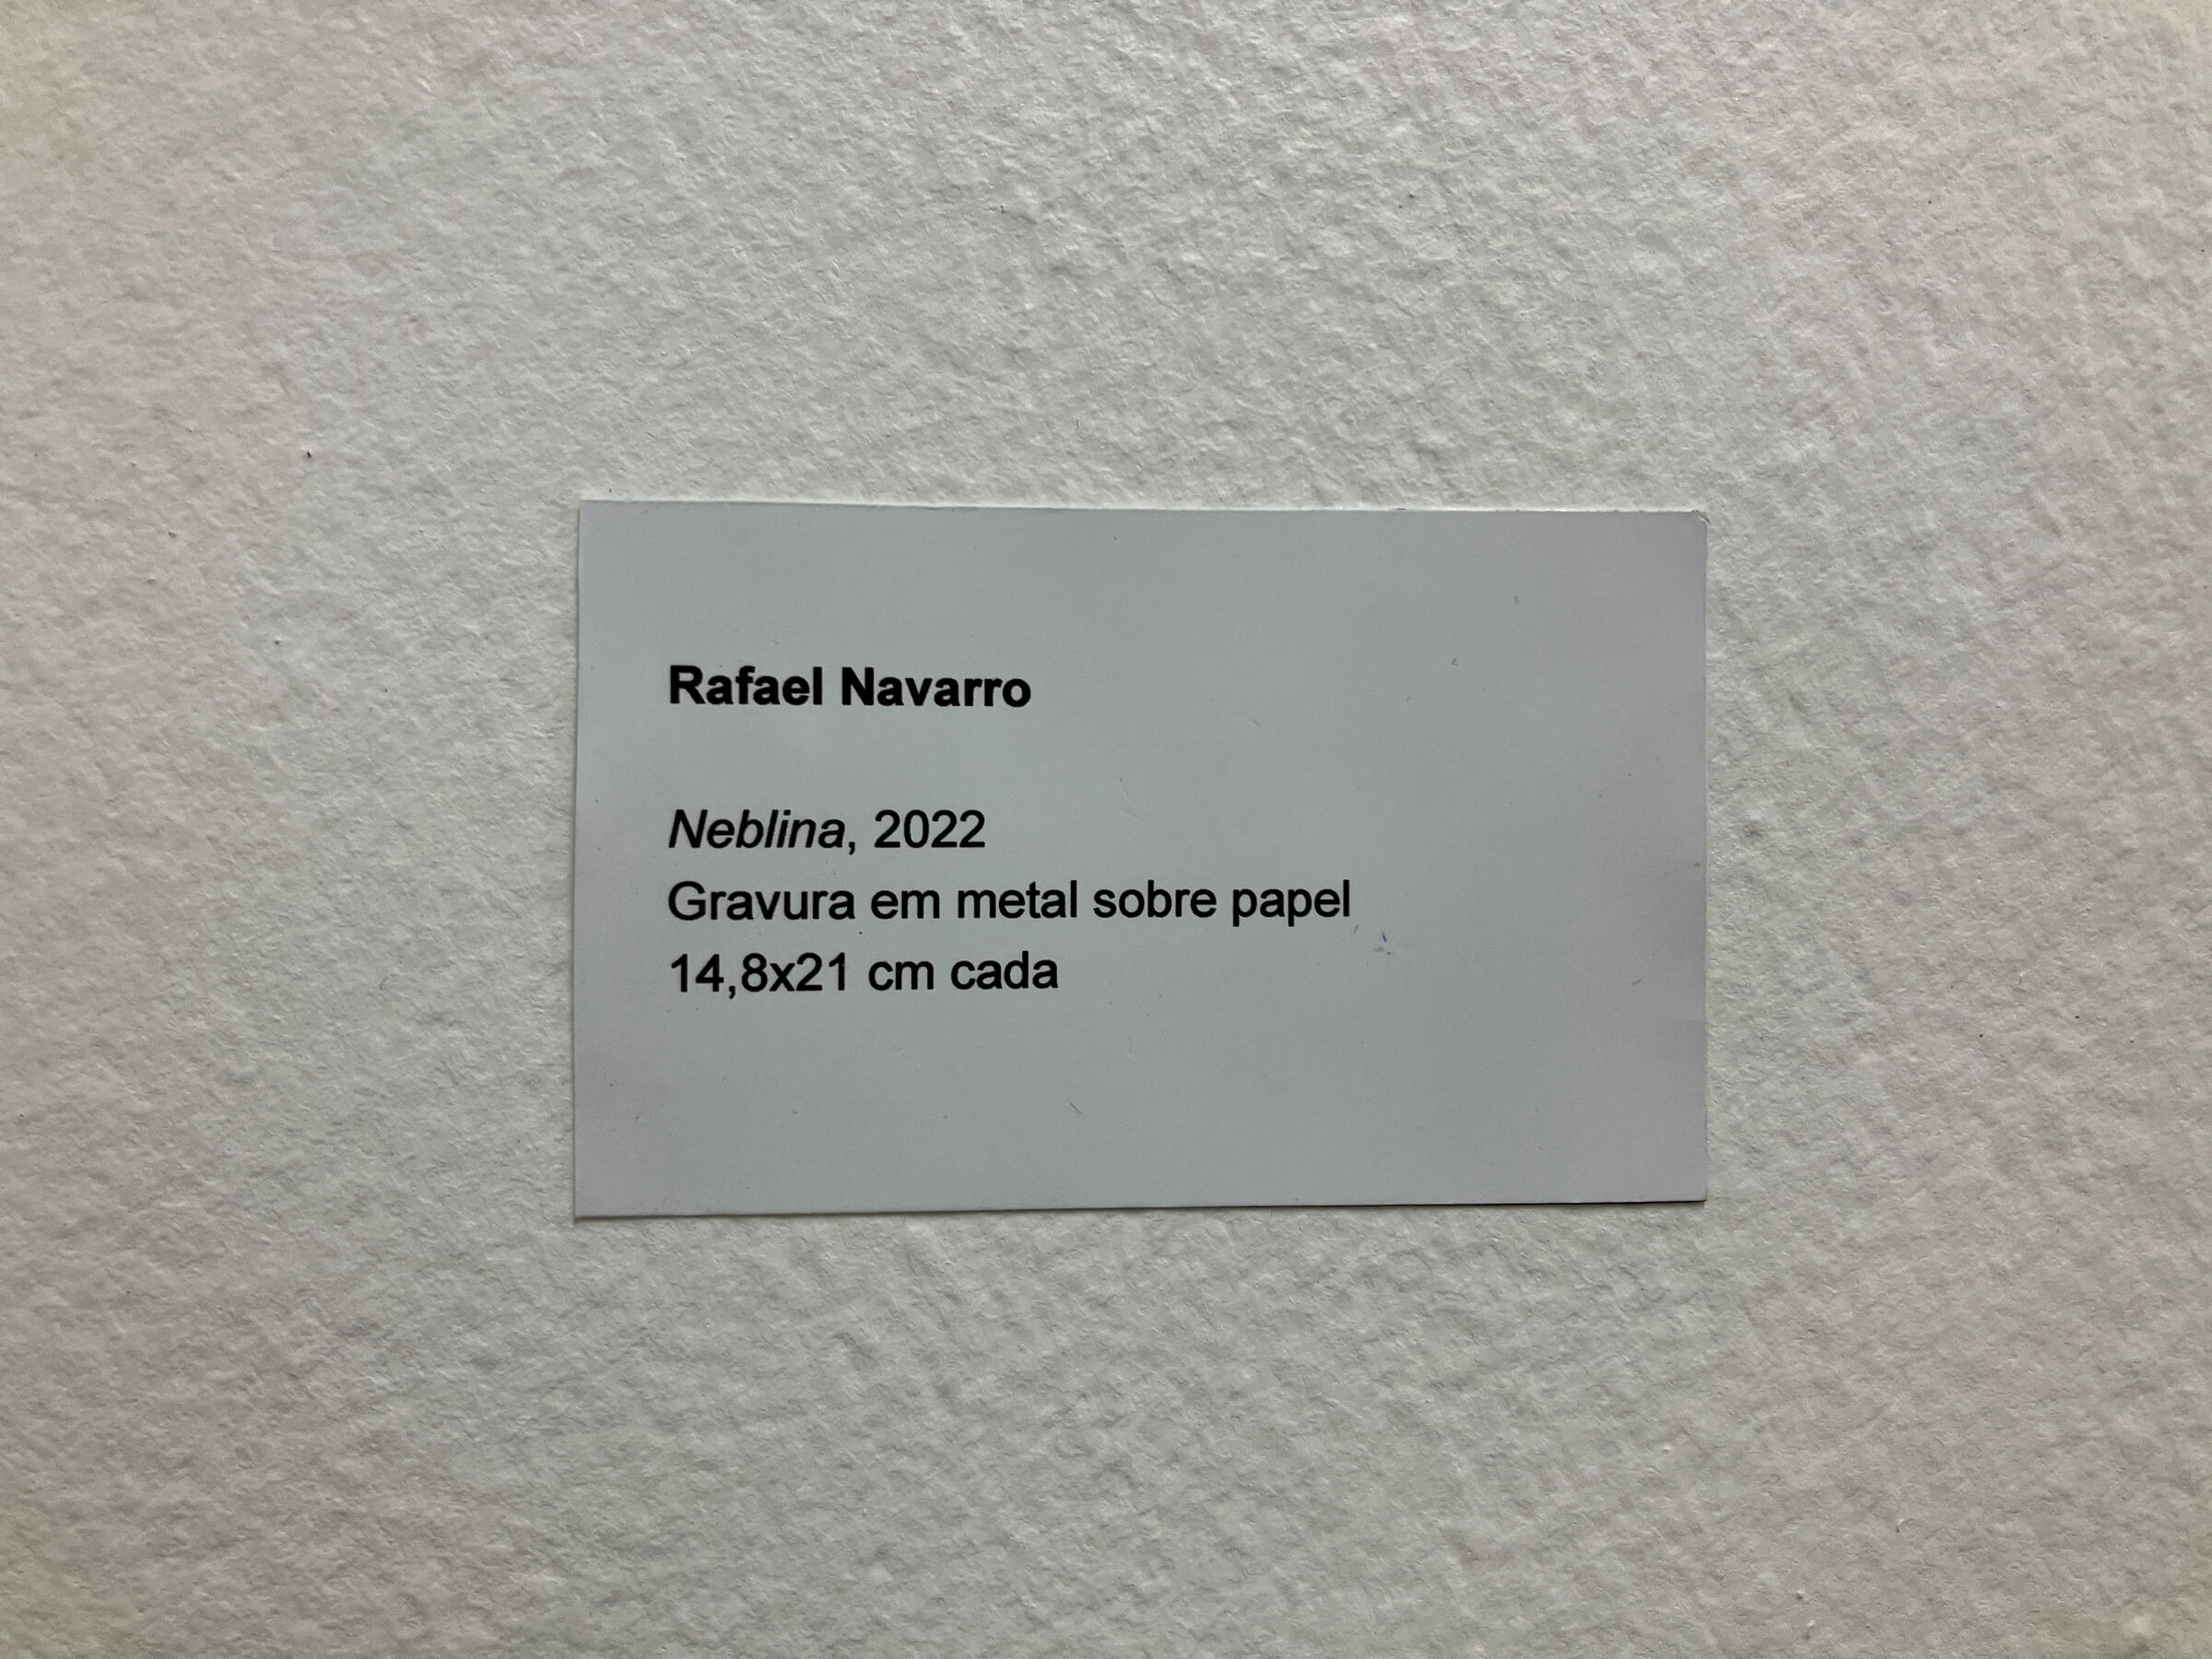 Rafael Navarro
Neblina, 2022
Gravura em metal sobre papel
14,8x21 cm cada